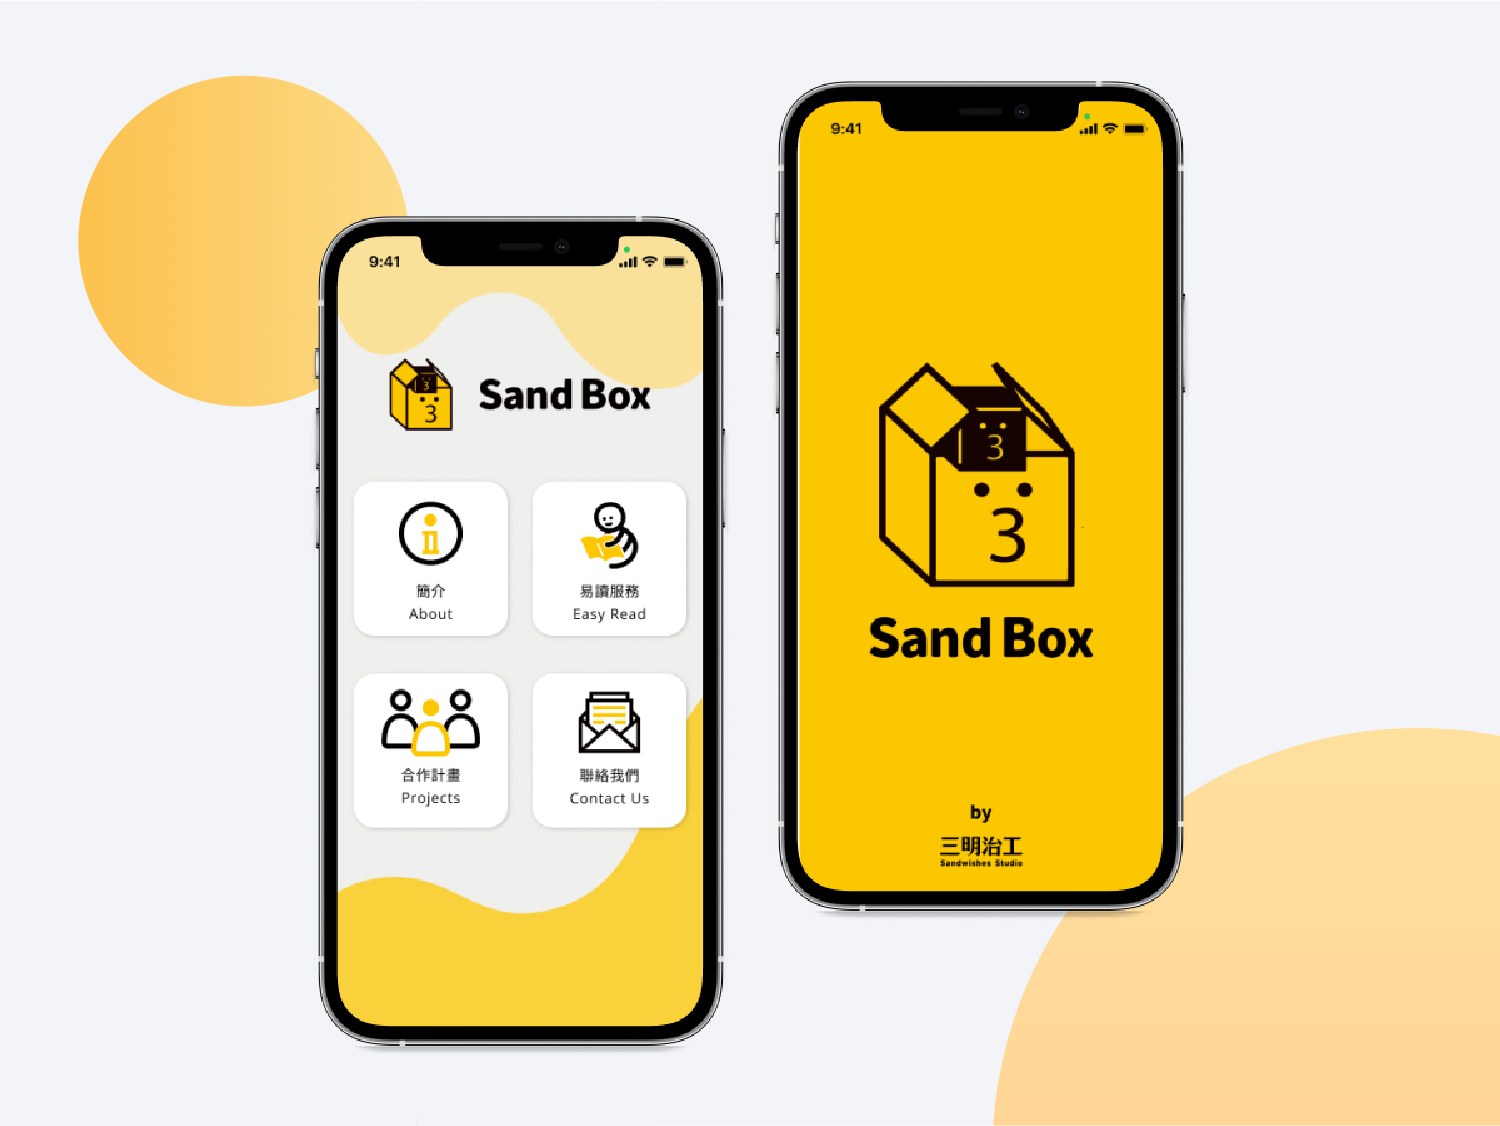 9:41
3
3
Sand Box
簡介
About
易讀服務
Easy Read
合作計畫
Projects
聯絡我們
Contact Us
9:41
3
3
Sand Box
by
三明治工
Sandwishes Studio